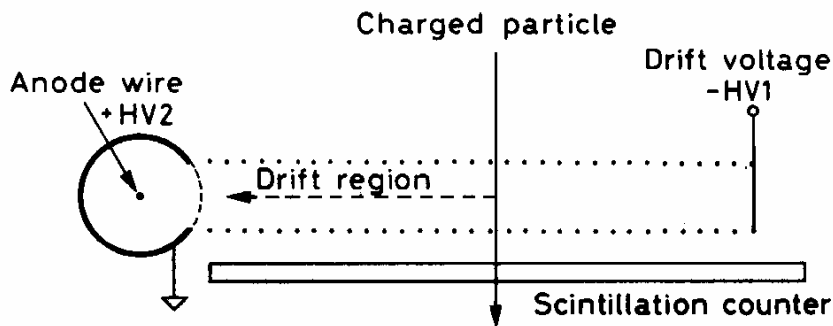 Charged particle
Drift voltage
-HV1
Anode wire
+HV2
Drift region
Scintillation counter